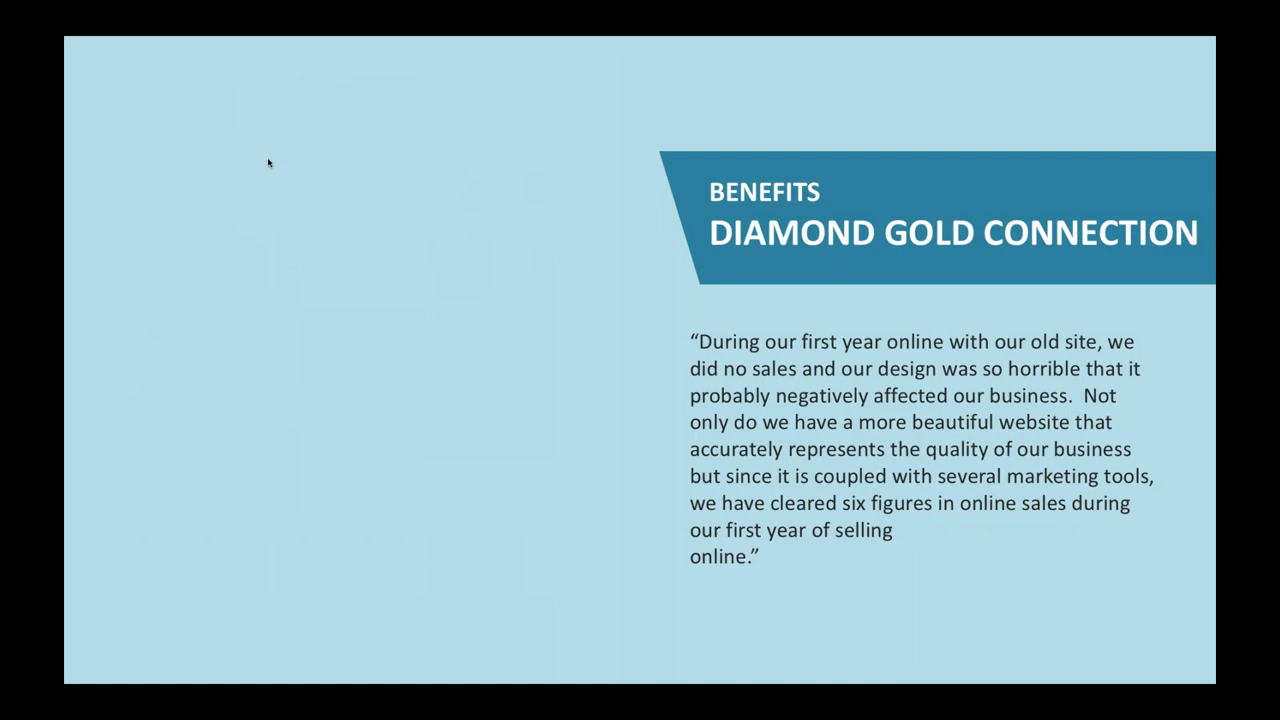 BENEFITS
DIAMOND GOLD CONNECTION
“During our first year online with our old site, we
did no sales and our design was so horrible that it
probably negatively affected our business.  Not
only do we have a more beautiful website that
accurately represents the quality of our business
but since it is coupled with several marketing tools,
we have cleared six figures in online sales during
our first year of selling
online.”